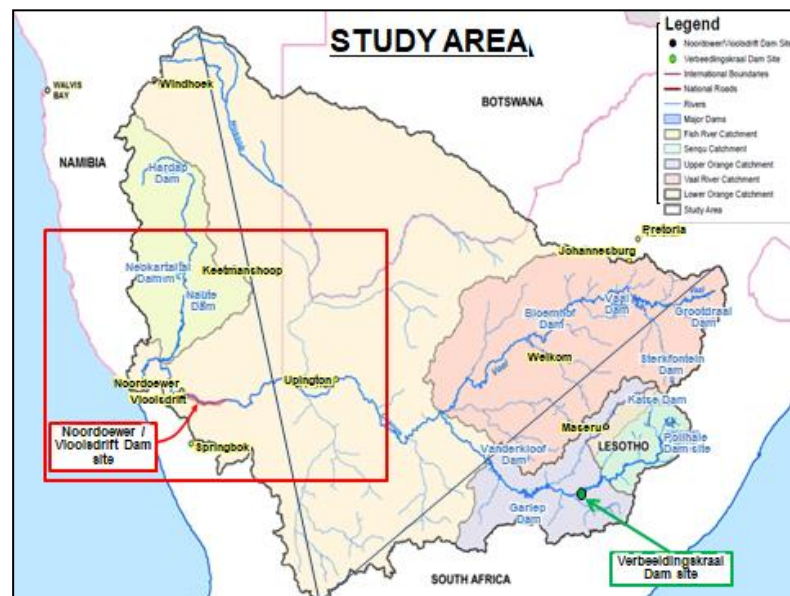 STUDY AREA
Legend
Noordower/Vioolsdrift Dam Site
Verbeedingskraal Dam Site
International Boundaries
National Roads
Rivers
Major Dams
Fish River Catchment
Senqu Catchment
Upper Orange Catchment
Vaal River Catchment
Lower Orange Catchment
Study Area
WALVIS
BAY
Windhoek
BOTSWANA
NAMIBIA
Hardap
Dam
Pretoria
Johannesburg
Keetmanshoop
Naute
Dam
Vaal
Dam
Vaal
Bloemhof
Dam
Grootdraai
Dam
Welkom
Vaal
Sterkfontein
Dam
Katse Dam
Noordoewer
Vioolsdrift
Upington
Maseru
LESOTHO
Polihale
Dam site
Noordoewer /
Vioolsdrift Dam
site
Springbok
Vanderkloof
Dam
Gariep
Dam
Verbeeldingskraal
Dam site
SOUTH AFRICA